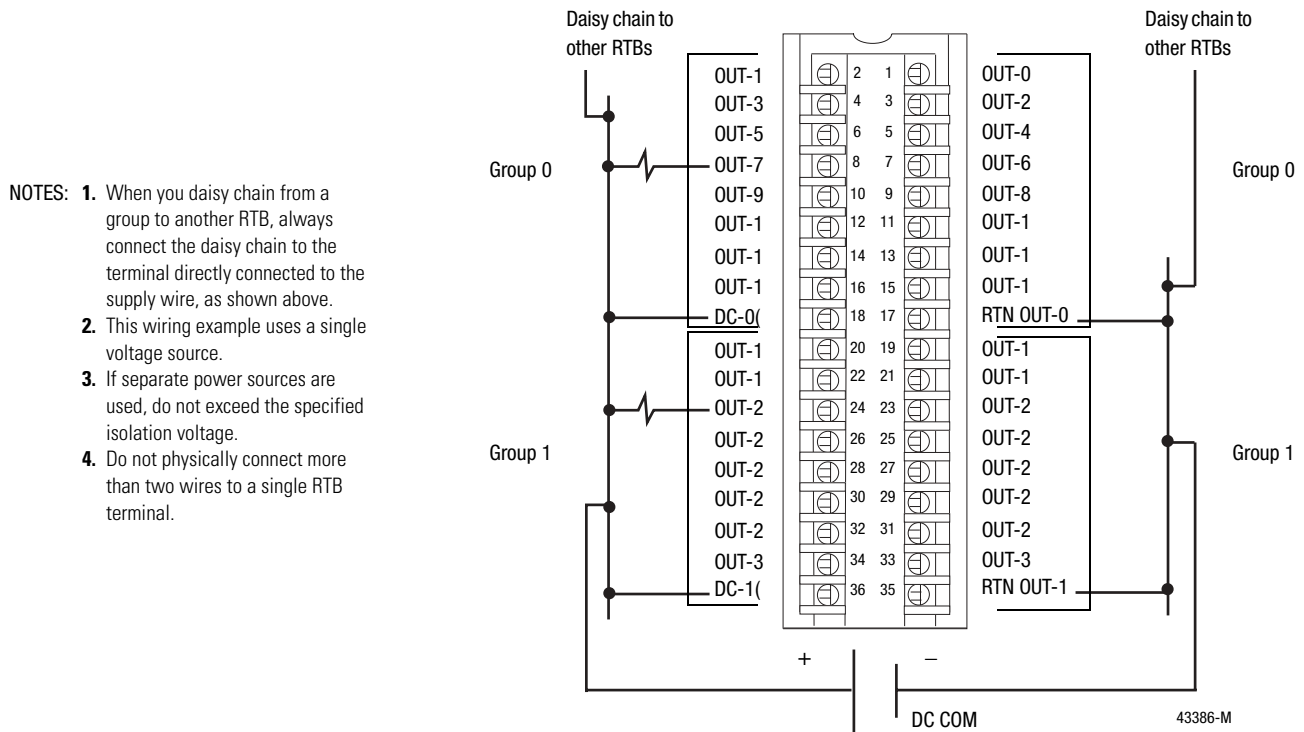 Daisy chain to
other RTBs
Daisy chain to
other RTBs
NOTES: 1. When you daisy chain from a
group to another RTB, always
connect the daisy chain to the
terminal directly connected to the
supply wire, as shown above.
2. This wiring example uses a single
voltage source.
3. If separate power sources are
used, do not exceed the specified
isolation voltage.
4. Do not physically connect more
than two wires to a single RTB
terminal.
Group 0
Group 0
OUT-1 2 1 OUT-0
OUT-3 4 3 OUT-2
OUT-5 6 5 OUT-4
OUT-7 8 7 OUT-6
OUT-9 10 9 OUT-8
OUT-1 12 11 OUT-1
OUT-1 14 13 OUT-1
OUT-1 16 15 OUT-1
DC-0( 18 17 RTN OUT-0
Group 1
Group 1
OUT-1 20 19 OUT-1
OUT-1 22 21 OUT-1
OUT-2 24 23 OUT-2
OUT-2 26 25 OUT-2
OUT-2 28 27 OUT-2
OUT-2 30 29 OUT-2
OUT-2 32 31 OUT-2
OUT-3 34 33 OUT-3
DC-1( 36 35 RTN OUT-1
+ –
DC COM
43386-M